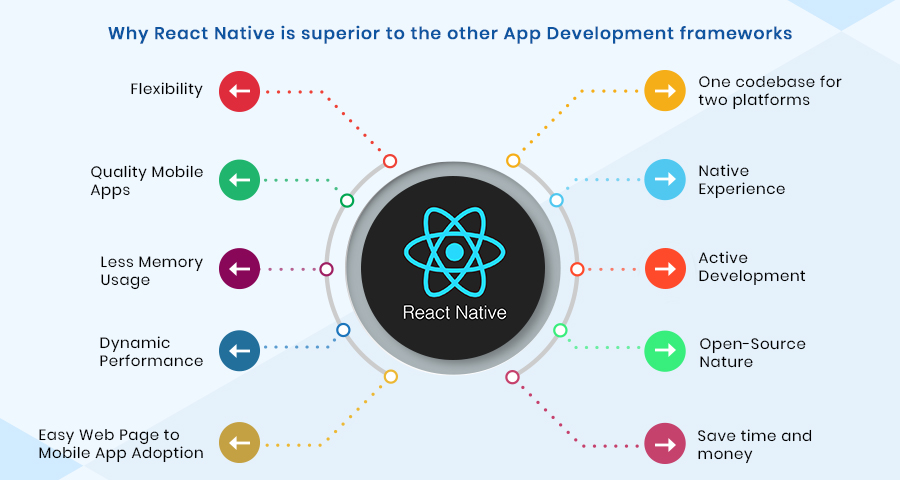 Why React Native is superior to the other App Development frameworks
Flexibility
Quality Mobile
Apps
Less Memory
Usage
Dynamic
Performance
Easy Web Page to
Mobile App Adoption
React Native
One codebase for
two platforms
Native
Experience
Active
Development
Open-Source
Nature
Save time and
money